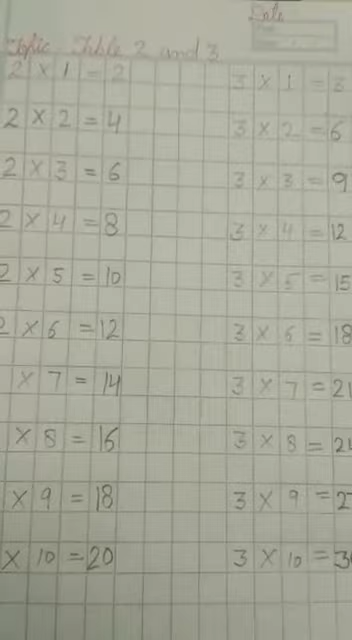 Date
Topic Table 2 and 3
2 x 1 = 2 3 x 1 = 3
2 x 2 = 4 3 x 2 = 6
2 x 3 = 6 3 x 3 = 9
2 x 4 = 8 3 x 4 = 12
2 x 5 = 10 3 x 5 = 15
2 x 6 = 12 3 x 6 = 18
x 7 = 14 3 x 7 = 21
x 8 = 16 3 x 8 = 24
x 9 = 18 3 x 9 = 2
x 10 = 20 3 x 10 = 3